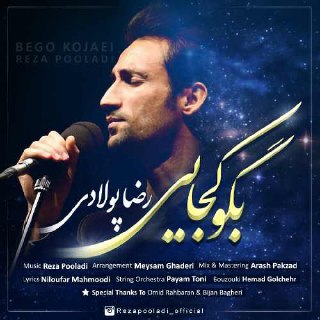 BEGO KOJAEI
REZA POOLADI
بگو کجایی
رضا پولادی
Music Reza Pooladi Arrangement Meysam Ghaderi Mix & Mastering Arash Pakzad
Lyrics Niloufar Mahmoodi String Orchestra Payam Toni Bouzouki Hemad Golchehr
★ Special Thanks To Omid Rahbaran & Bijan Bagheri
Rezapooladi_official